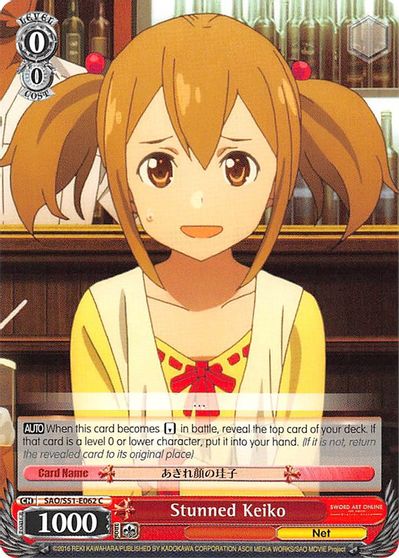 LEVEL
0
0
COST
...
AUTO When this card becomes in battle, reveal the top card of your deck. If
that card is a level 0 or lower character, put it into your hand. (If it is not, return
the revealed card to its original place)
Card Name あきれ顔の珪子
CH SAO/S51-E062 C
POWER 1000 Stunned Keiko
SWORD ART ONLINE
Net
©2016 REKI KAWAHARA/PUBLISHED BY KADOKAWA CORPORATION ASCII MEDIA WORKS/SAO MOVIE Project